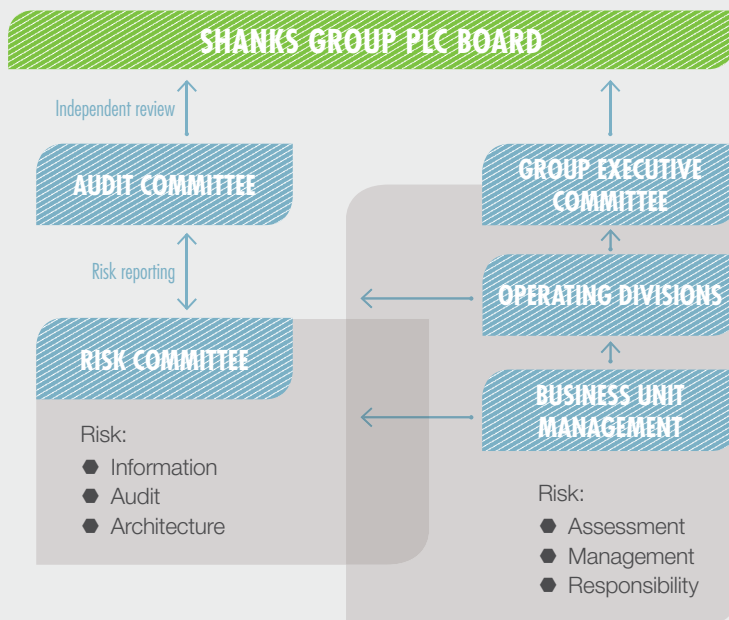 SHANKS GROUP PLC BOARD
Independent review
AUDIT COMMITTEE
Risk reporting
RISK COMMITTEE
Risk:
Information
Audit
Architecture
GROUP EXECUTIVE
COMMITTEE
OPERATING DIVISIONS
BUSINESS UNIT
MANAGEMENT
Risk:
Assessment
Management
Responsibility